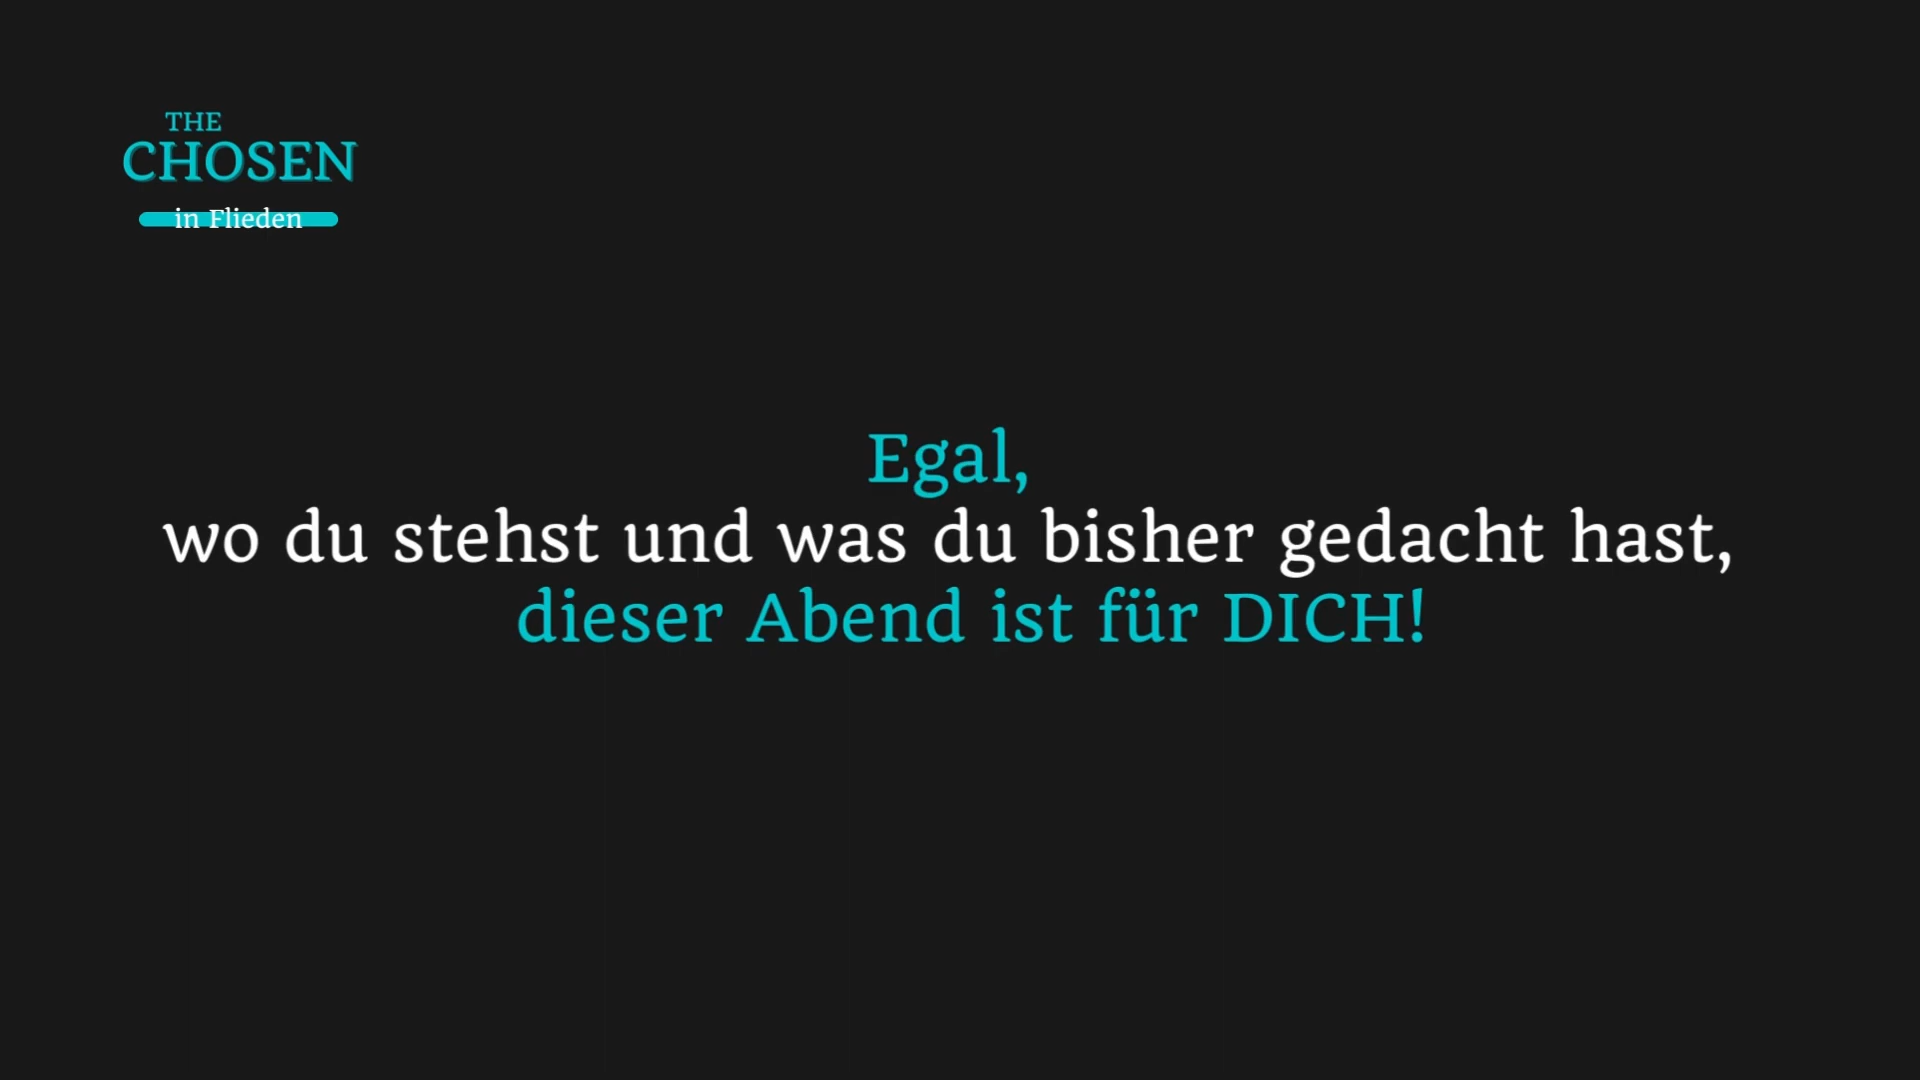 THE
CHOSEN
in Flieden
Egal,
wo du stehst und was du bisher gedacht hast,
dieser Abend ist für DICH!